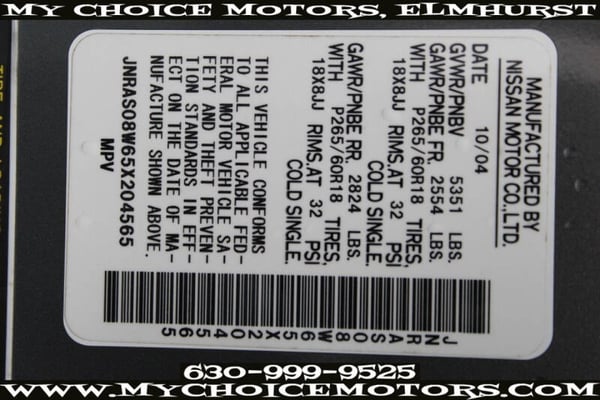 MY CHOICE MOTORS, ELMHURST
MANUFACTURED BY
NISSAN MOTOR CO.,LTD.
DATE 10/04
GVWR/PNBV 5351 LBS.
GAWR/PNBE FR. 2554 LBS.
WITH P265/60R18 TIRES,
18X8JJ RIMS.AT 32 PSI
COLD SINGLE.
GAWR/PNBE RR. 2824 LBS.
WITH P265/60R18 TIRES,
18X8JJ RIMS.AT 32 PSI
COLD SINGLE.
THIS VEHICLE CONFORMS
TO ALL APPLICABLE FED-
ERAL MOTOR VEHICLE SA-
FETY AND THEFT PREVEN-
TION STANDARDS IN EFF-
ECT ON THE DATE OF MA-
NUFACTURE SHOWN ABOVE.
JNRAS08W65X204565
MPV
JNRAS08W65X204565
630-999-9525
WWW.MYCHOICEMOTORS.COM